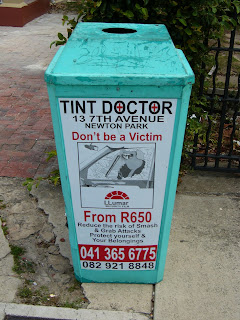 TINT DOCTOR
13 7TH AVENUE
NEWTON PARK
Don't be a Victim
LLumar
From R650
Reduce the risk of Smash
& Grab Attacks
Protect yourself &
Your Belongings
041 365 6775
082 921 8848